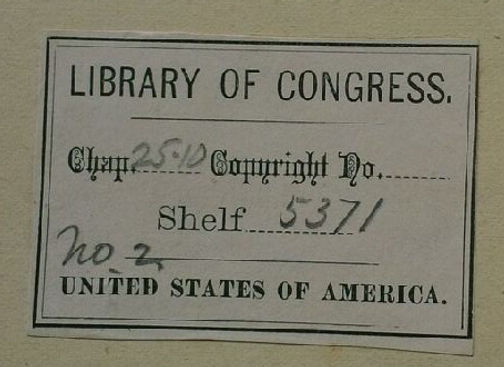 LIBRARY OF CONGRESS.
Chap. 25.10 Copyright No.
Shelf 5371
No. 2
UNITED STATES OF AMERICA.